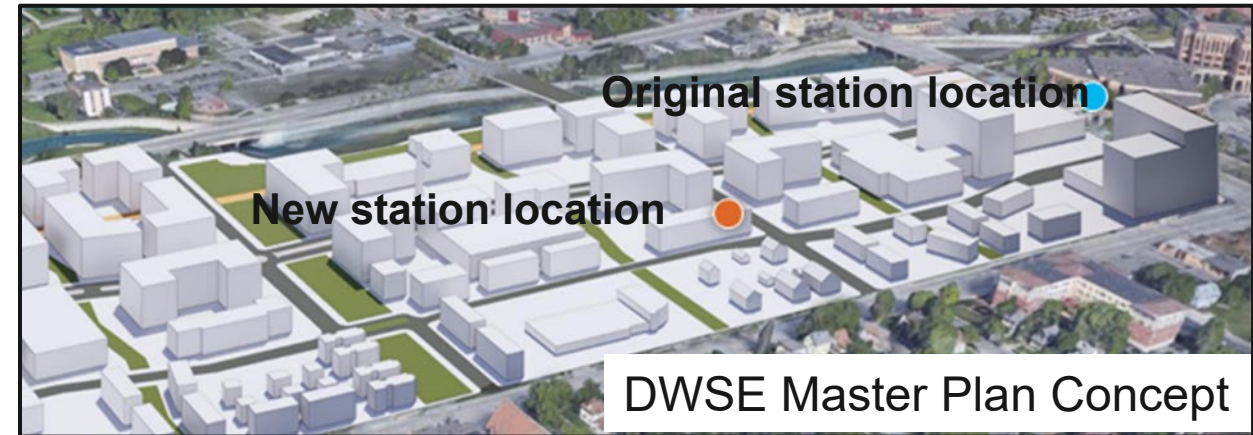 Original station location
New station location
DWSE Master Plan Concept